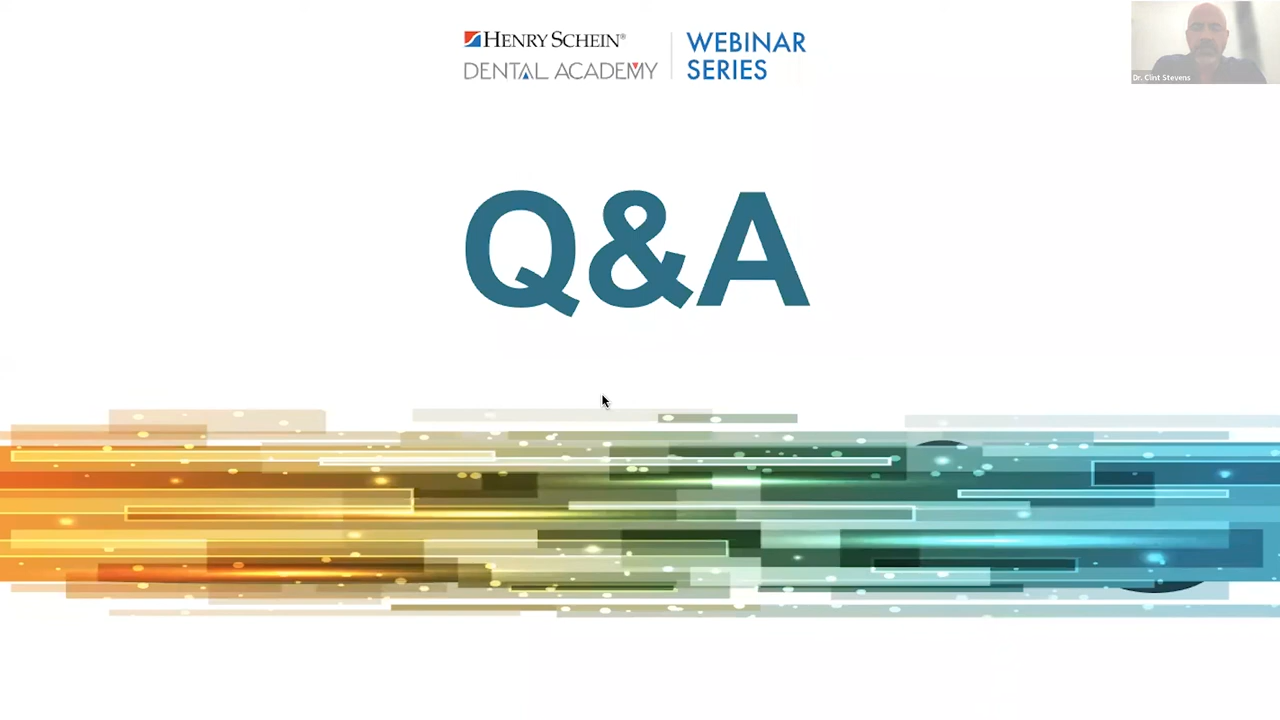 HENRY SCHEIN®
DENTAL ACADEMY
WEBINAR
SERIES
Dr. Clint Stevens
Q&A